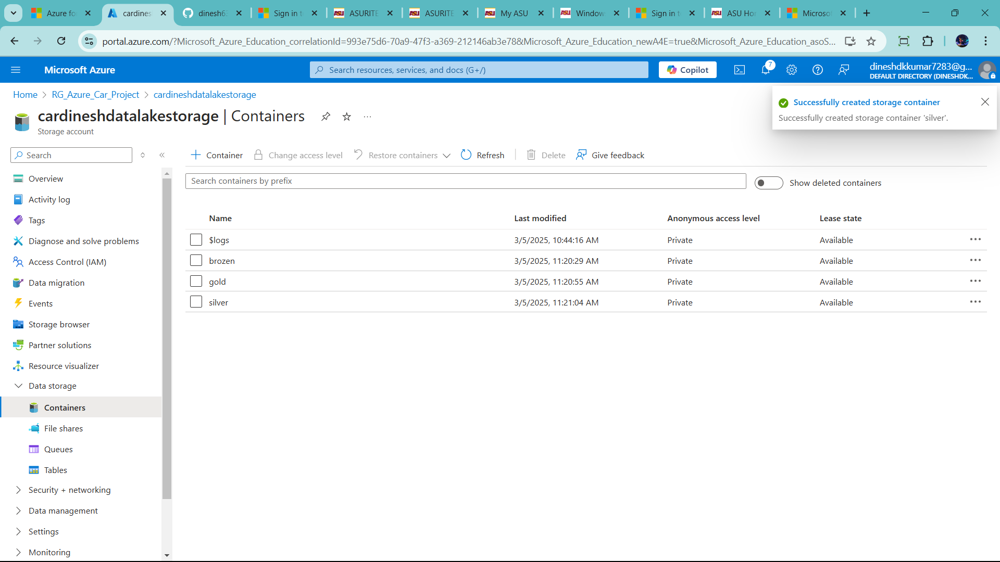 Azure fo
cardines
dinesh63
Sign in t
ASURITE
ASURITE
My ASU
Window
Sign in t
ASU Hor
Microsof
portal.azure.com/?Microsoft_Azure_Education_correlationId=993e75d6-70a9-47f3-a369-212146ab3e78&Microsoft_Azure_Education_newA4E=true&Microsoft_Azure_Education_asoS...
Microsoft Azure
Search resources, services, and docs (G+/)
Copilot
7
dineshdkkumar7283@g...
DEFAULT DIRECTORY (DINESHDK...
Home > RG_Azure_Car_Project > cardineshdatalakestorage
cardineshdatalakestorage | Containers
Storage account
Successfully created storage container
Successfully created storage container 'silver'.
Search
Container
Change access level
Restore containers
Refresh
Delete
Give feedback
Search containers by prefix
Show deleted containers
Overview
Activity log
Tags
Diagnose and solve problems
Access Control (IAM)
Data migration
Events
Storage browser
Partner solutions
Resource visualizer
Data storage
Containers
File shares
Queues
Tables
Security + networking
Data management
Settings
Monitoring
Name Last modified Anonymous access level Lease state
$logs 3/5/2025, 10:44:16 AM Private Available
brozen 3/5/2025, 11:20:29 AM Private Available
gold 3/5/2025, 11:20:55 AM Private Available
silver 3/5/2025, 11:21:04 AM Private Available